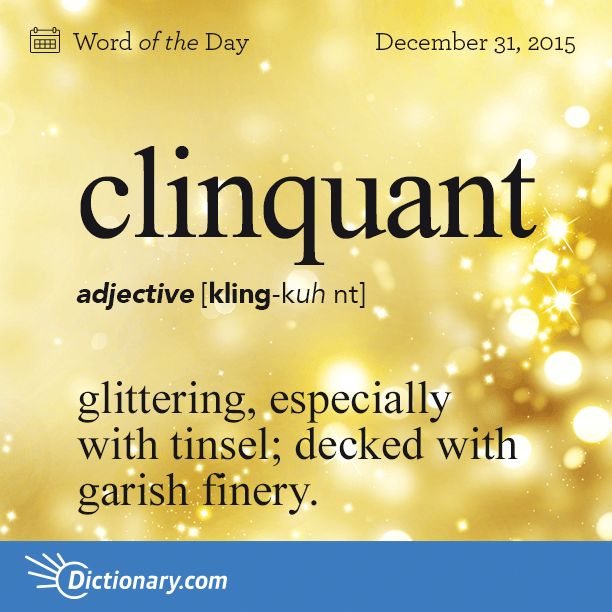 Word of the Day
December 31, 2015
clinquant
adjective [kling-kuh nt]
glittering, especially
with tinsel; decked with
garish finery.
Dictionary.com